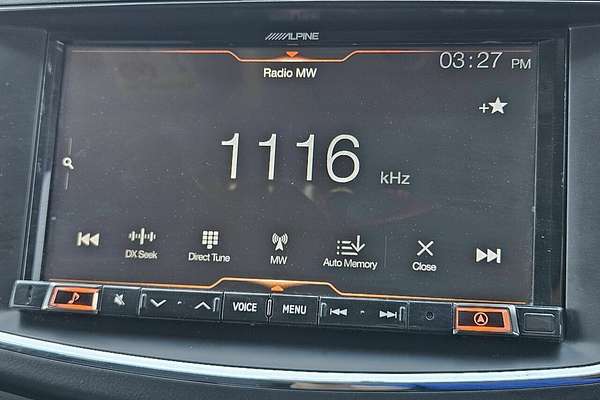 ALPINE
Radio MW
03:27 PM
1116 kHz
DX Seek
Direct Tune
MW
Auto Memory
Close
VOICE
MENU